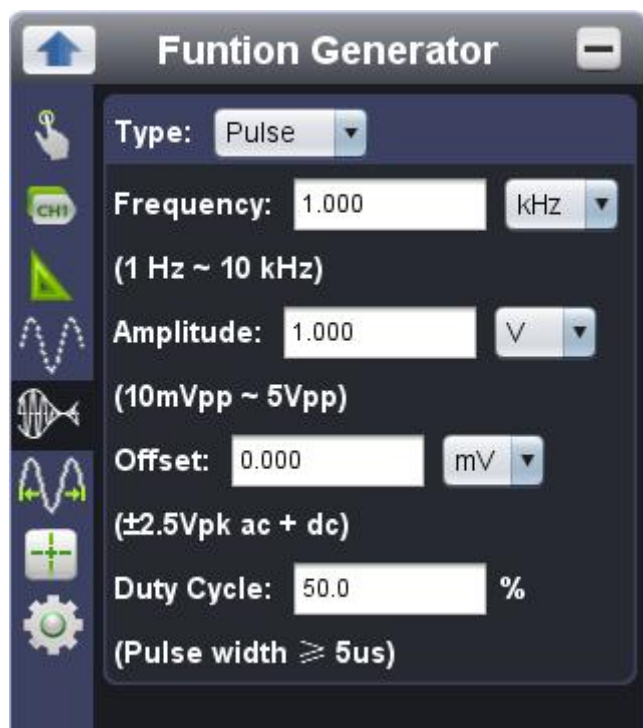 Funtion Generator
Type: Pulse
CH1
Frequency: 1.000 kHz
(1 Hz ~ 10 kHz)
Amplitude: 1.000 V
(10mVpp ~ 5Vpp)
Offset: 0.000 mV
(±2.5Vpk ac + dc)
Duty Cycle: 50.0 %
(Pulse width ⩾ 5us)